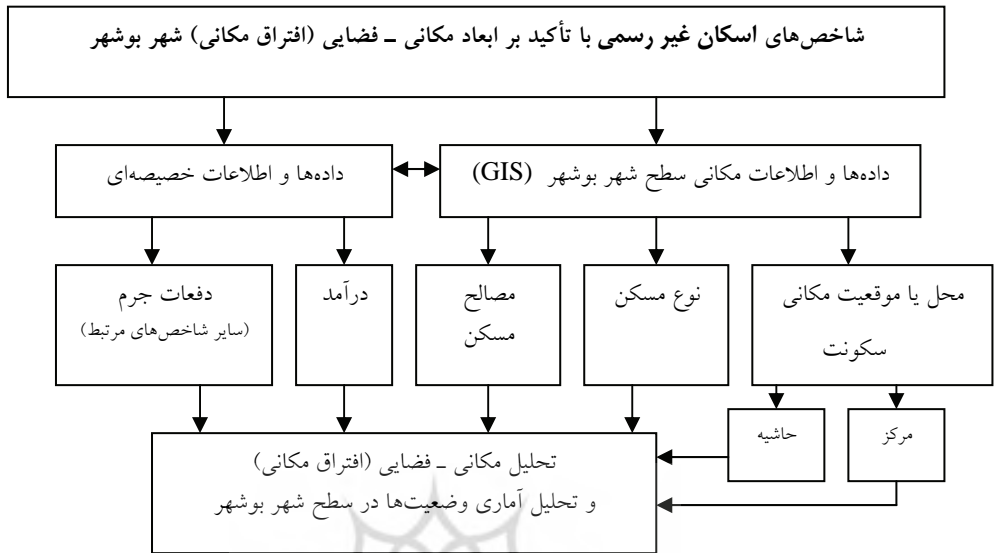 شاخص‌های اسکان غیر رسمی با تأکید بر ابعاد مکانی ـ فضایی (افتراق مکانی) شهر بوشهر
داده‌ها و اطلاعات مکانی سطح شهر بوشهر (GIS)
داده‌ها و اطلاعات خصیصه‌ای
محل یا موقعیت مکانی
سکونت
نوع مسکن
مصالح
مسکن
درآمد
دفعات جرم
(سایر شاخص‌های مرتبط)
مرکز
حاشیه
تحلیل مکانی ـ فضایی (افتراق مکانی)
و تحلیل آماری وضعیت‌ها در سطح شهر بوشهر